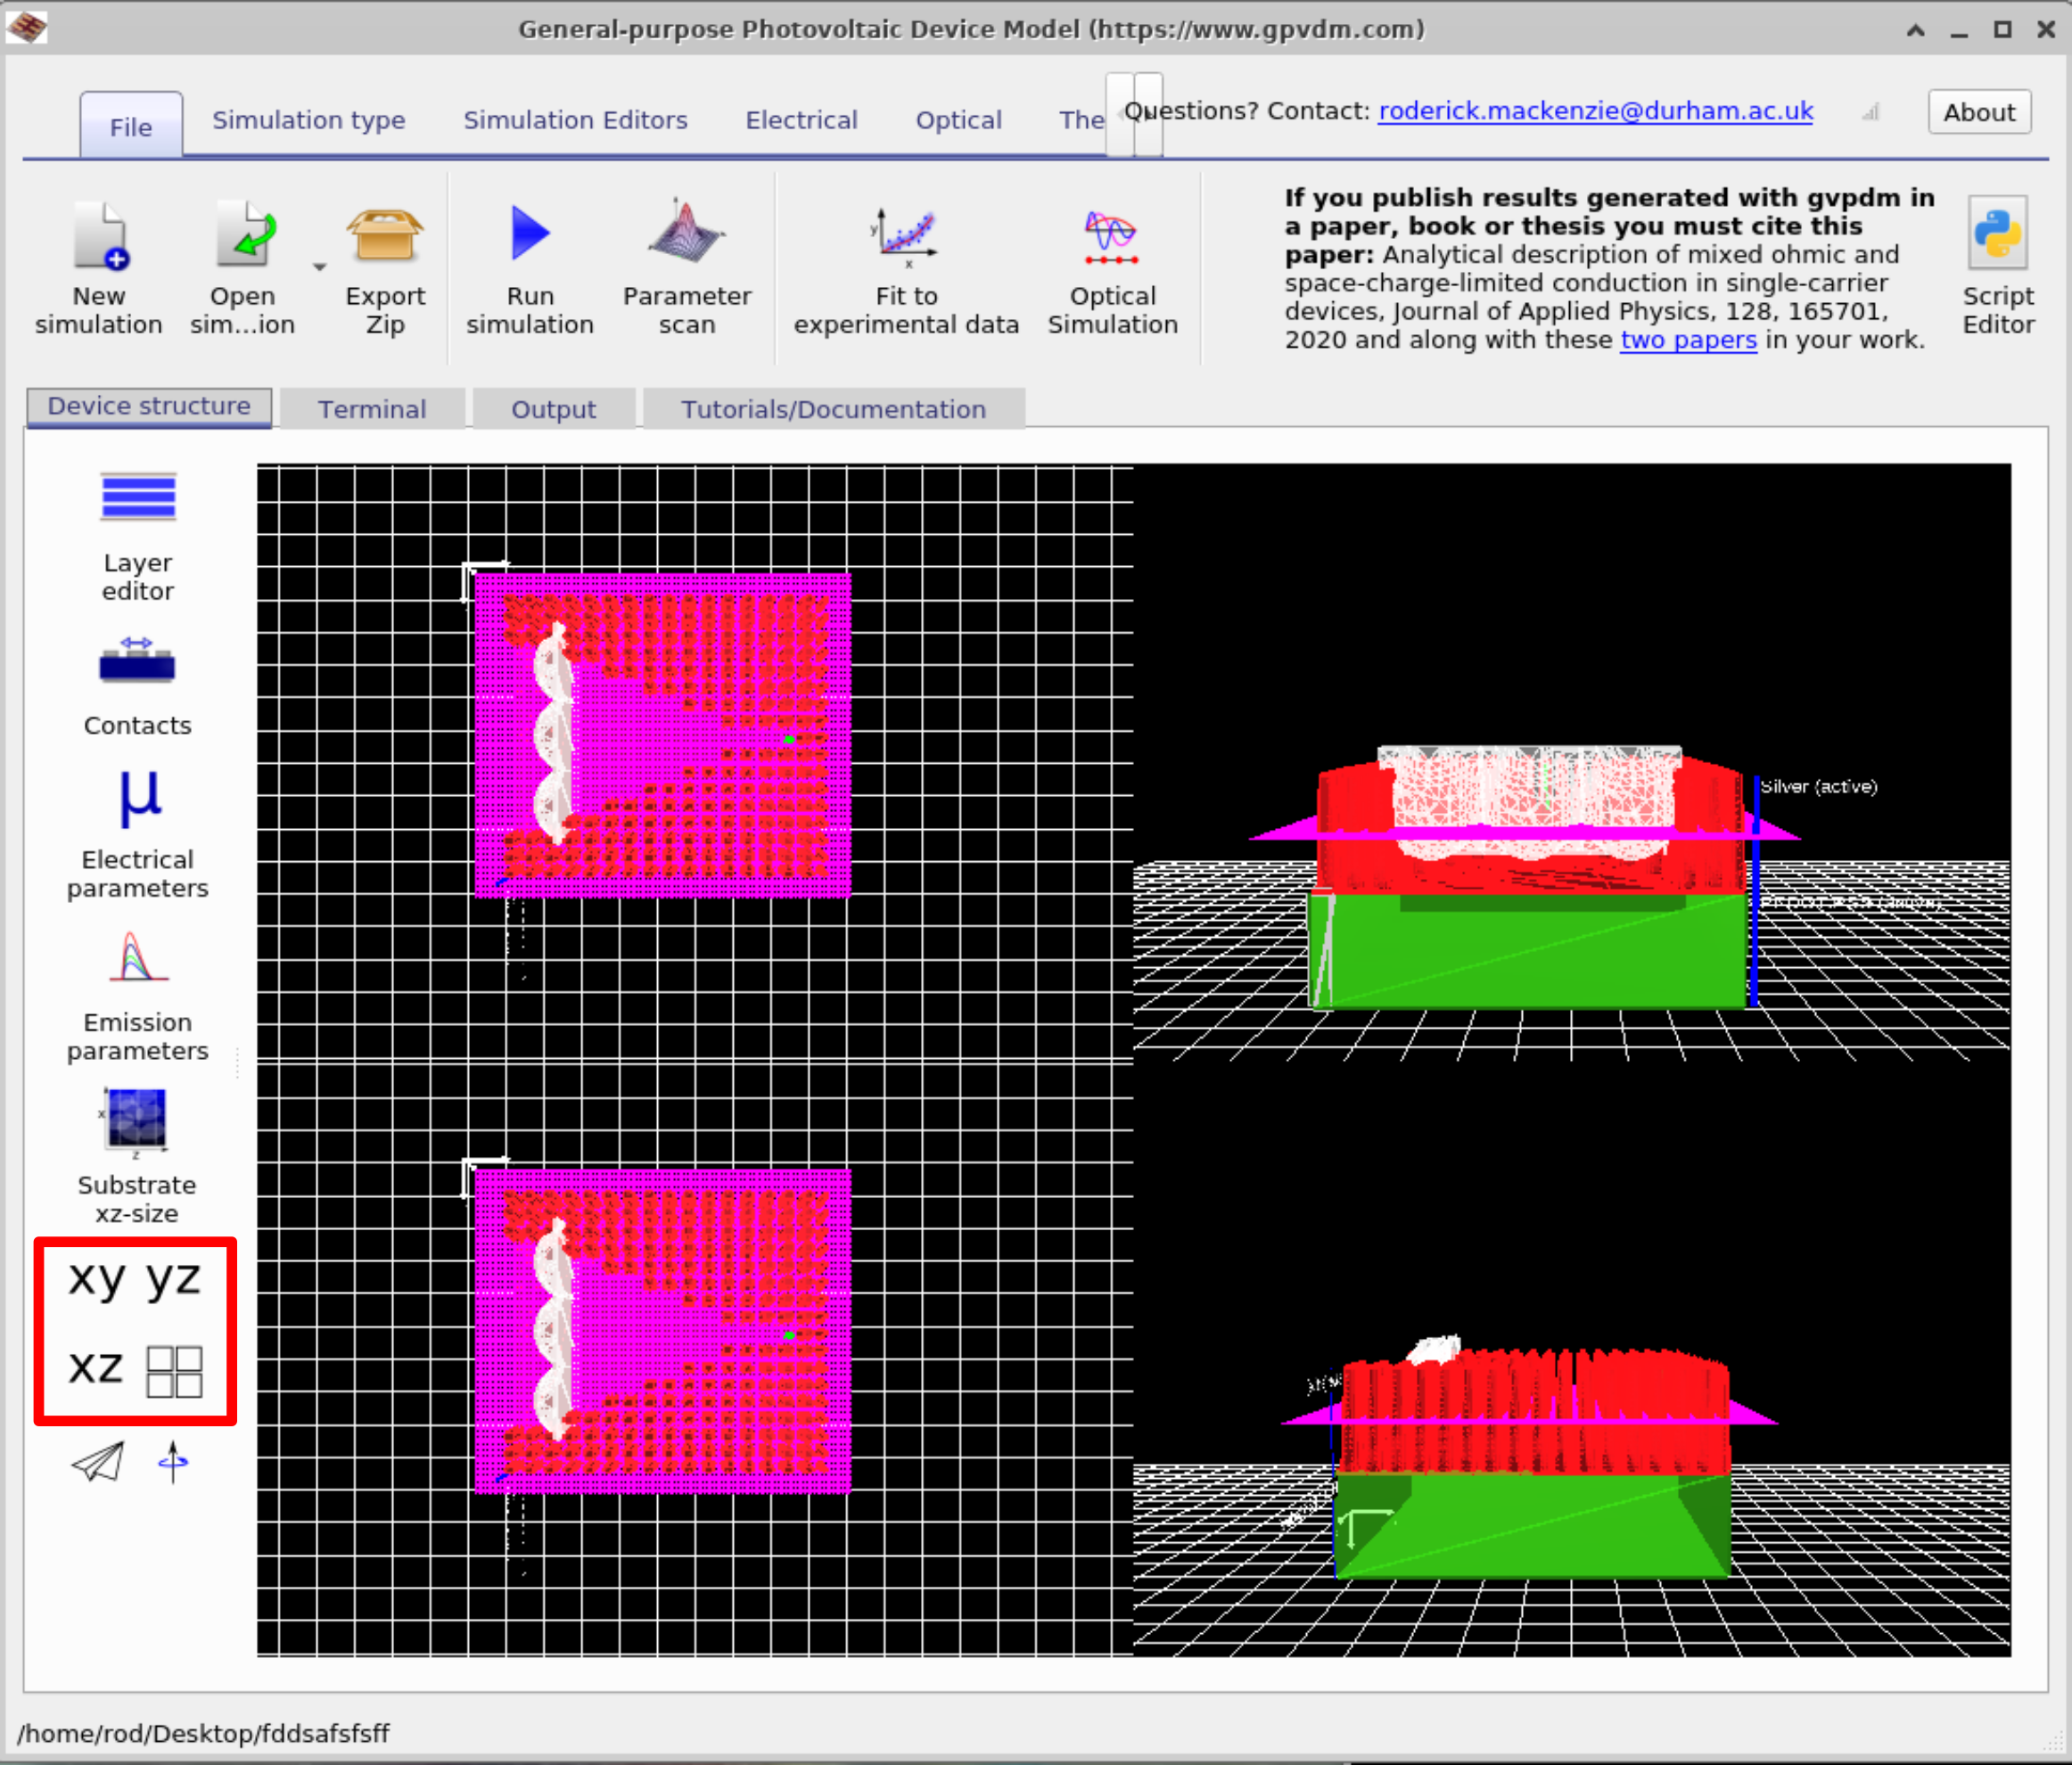 General-purpose Photovoltaic Device Model (https://www.gpvdm.com)
File
Simulation type
Simulation Editors
Electrical
Optical
The
Questions? Contact: roderick.mackenzie@durham.ac.uk
About
New
simulation
Open
sim...ion
Export
Zip
Run
simulation
Parameter
scan
y
x
Fit to
experimental data
Optical
Simulation
If you publish results generated with gvpdm in
a paper, book or thesis you must cite this
paper: Analytical description of mixed ohmic and
space-charge-limited conduction in single-carrier
devices, Journal of Applied Physics, 128, 165701,
2020 and along with these two papers in your work.
Script
Editor
Device structure
Terminal
Output
Tutorials/Documentation
Layer
editor
Contacts
μ
Electrical
parameters
Emission
parameters
x
z
Substrate
xz-size
xy yz
xz
Silver (active)
/home/rod/Desktop/fddsafsfsff